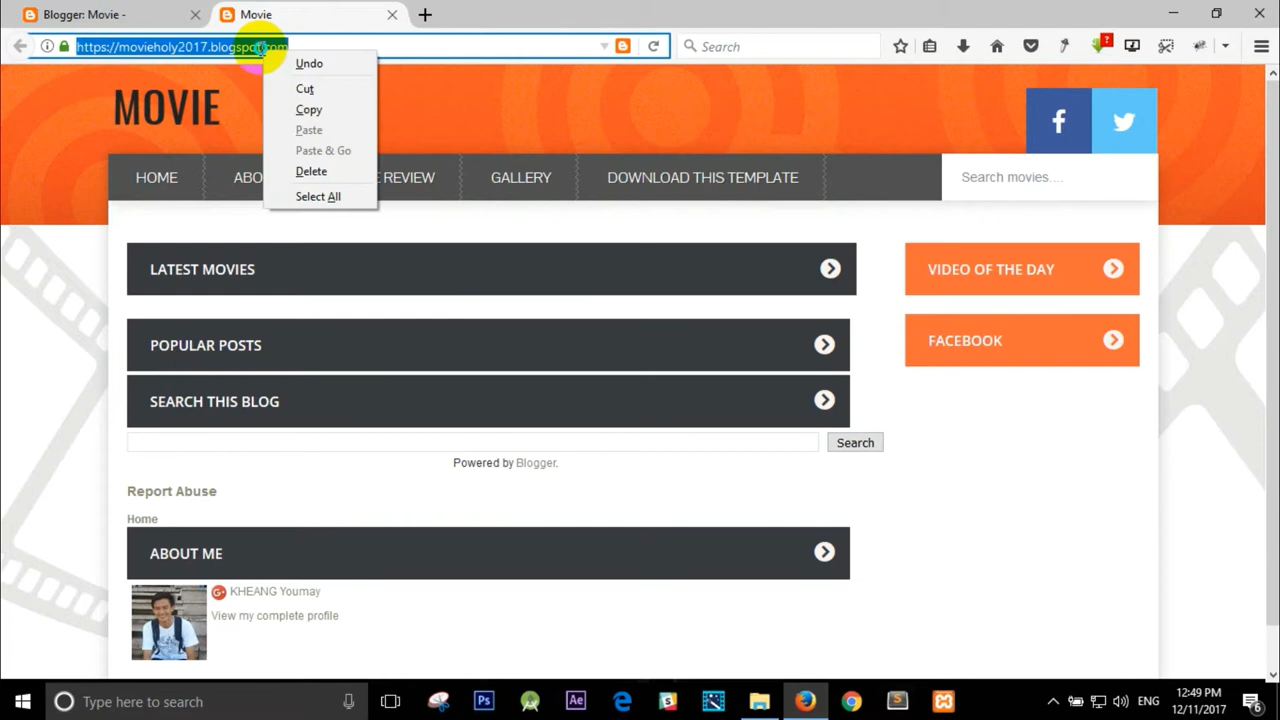 Blogger: Movie -
Movie
https://movieholy2017.blogspot.com
Search
Undo
Cut
Copy
Paste
Paste & Go
Delete
Select All
MOVIE
HOME
REVIEW
GALLERY
DOWNLOAD THIS TEMPLATE
Search movies....
LATEST MOVIES
VIDEO OF THE DAY
POPULAR POSTS
FACEBOOK
SEARCH THIS BLOG
Search
Powered by Blogger.
Report Abuse
Home
ABOUT ME
KHEANG Youmay
View my complete profile
Type here to search
Ps
Ae
S
ENG
12:49 PM
12/11/2017
6